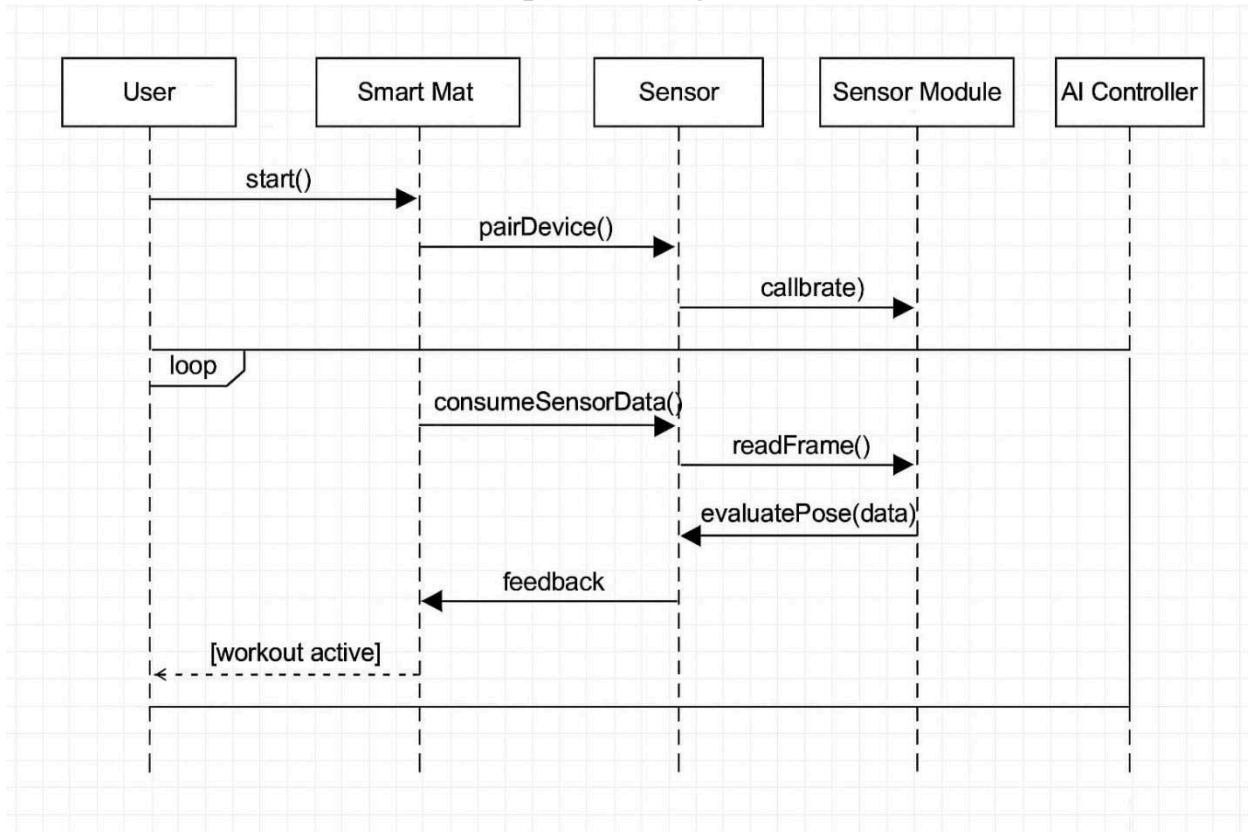 User
Smart Mat
Sensor
Sensor Module
AI Controller
start()
pairDevice()
callbrate)
loop
consumeSensorData()
readFrame()
evaluatePose(data)
feedback
[workout active]